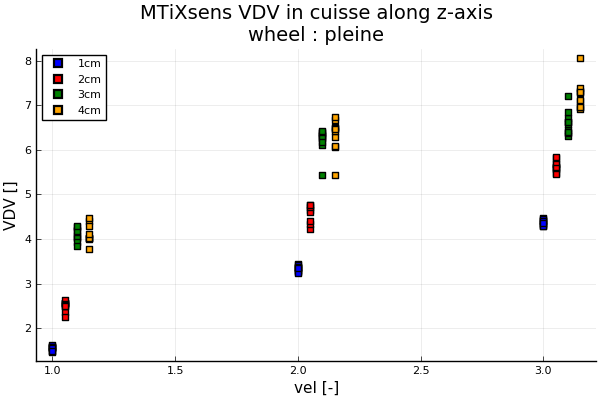 MTiXsens VDV in cuisse along z-axis
wheel : pleine
1cm
2cm
3cm
4cm
VDV []
8
7
6
5
4
3
2
1.0
1.5
2.0
2.5
3.0
vel [-]